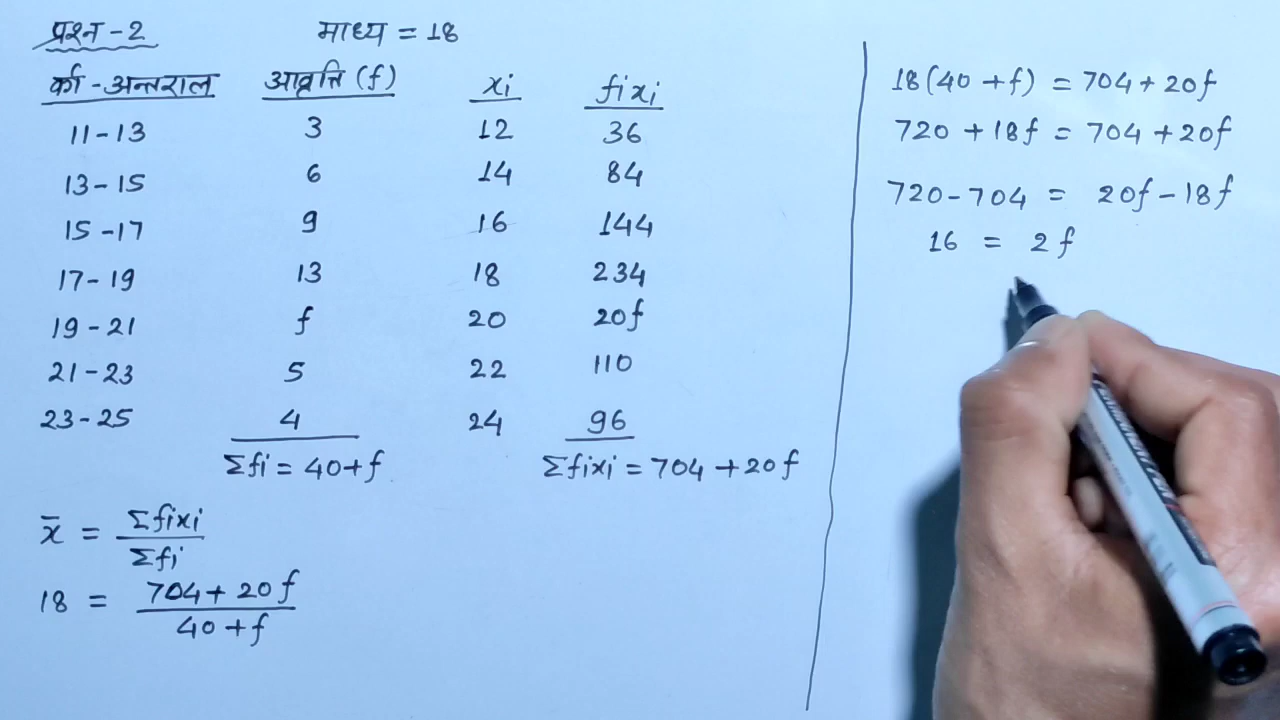 प्रश्न-2 माध्य = 18
वर्ग-अन्तराल आवृत्ति (f) xi fixi
11-13 3 12 36
13-15 6 14 84
15-17 9 16 144
17-19 13 18 234
19-21 f 20 20f
21-23 5 22 110
23-25 4 24 96
Σfi = 40+f Σfixi = 704 + 20f
x̄ = Σfixi / Σfi
18 = 704 + 20f / 40 + f
18(40 + f) = 704 + 20f
720 + 18f = 704 + 20f
720 - 704 = 20f - 18f
16 = 2f